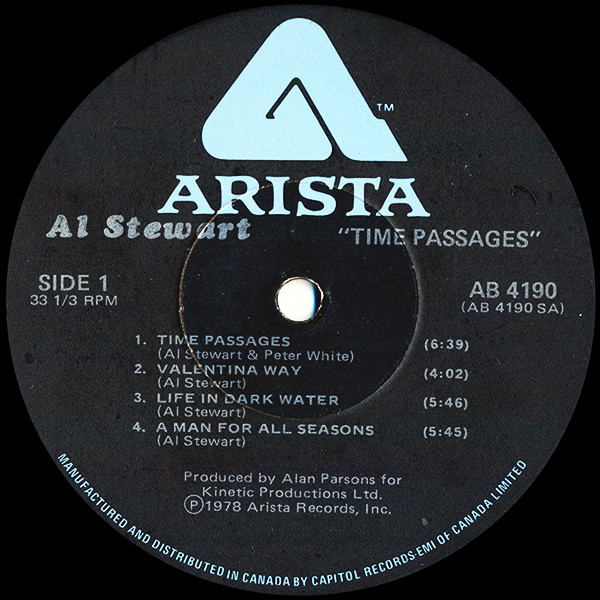 TM
ARISTA
Al Stewart
"TIME PASSAGES"
SIDE 1
33 1/3 RPM
AB 4190
(AB 4190 SA)
1. TIME PASSAGES (6:39)
(Al Stewart & Peter White)
2. VALENTINA WAY (4:02)
(Al Stewart)
3. LIFE IN DARK WATER (5:46)
(Al Stewart)
4. A MAN FOR ALL SEASONS (5:45)
(Al Stewart)
Produced by Alan Parsons for
Kinetic Productions Ltd.
Ⓟ1978 Arista Records, Inc.
MANUFACTURED AND DISTRIBUTED IN CANADA BY CAPITOL RECORDS-EMI OF CANADA LIMITED